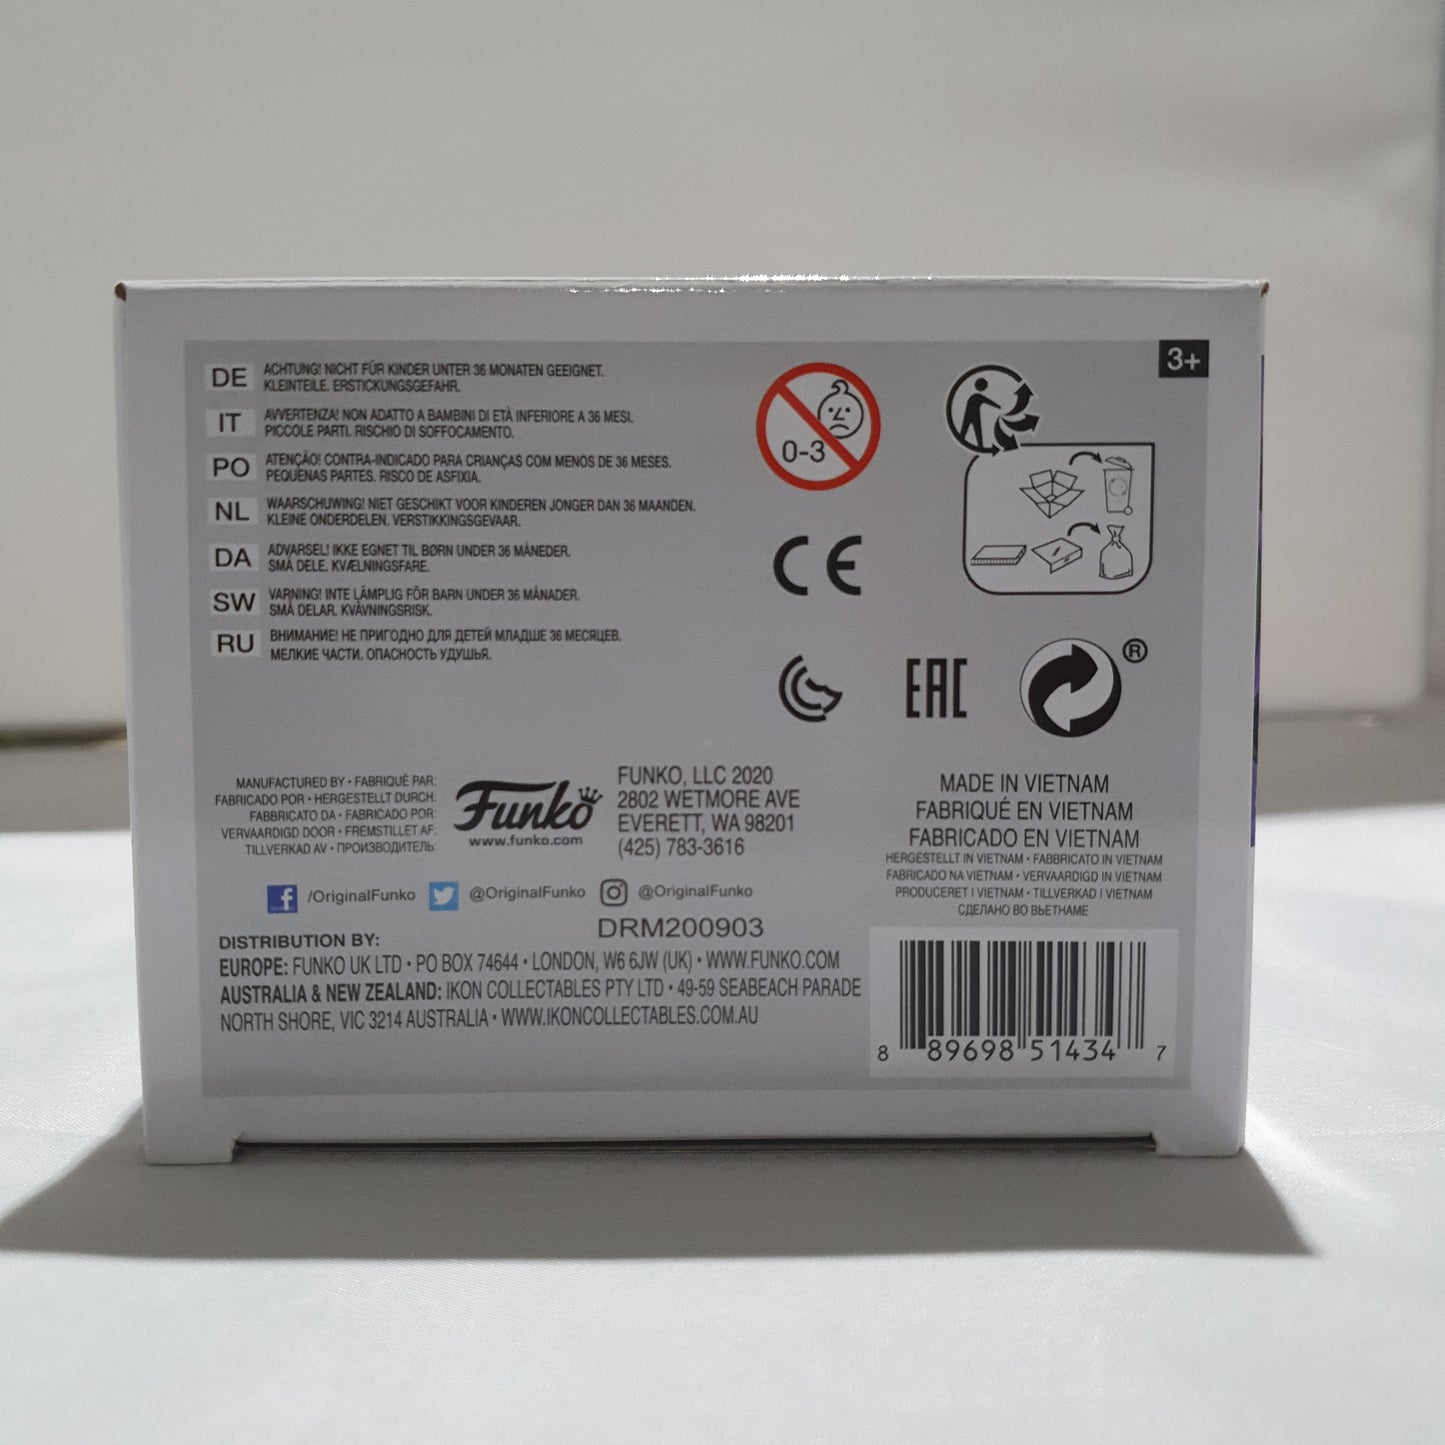 3+
DE ACHTUNG! NICHT FÜR KINDER UNTER 36 MONATEN GEEIGNET.
KLEINTEILE. ERSTICKUNGSGEFAHR.
IT AVVERTENZA! NON ADATTO A BAMBINI DI ETÀ INFERIORE A 36 MESI.
PICCOLE PARTI. RISCHIO DI SOFFOCAMENTO.
PO ATENÇÃO! CONTRA-INDICADO PARA CRIANÇAS COM MENOS DE 36 MESES.
PEQUENAS PARTES. RISCO DE ASFIXIA.
NL WAARSCHUWING! NIET GESCHIKT VOOR KINDEREN JONGER DAN 36 MAANDEN.
KLEINE ONDERDELEN. VERSTIKKINGSGEVAAR.
DA ADVARSEL! IKKE EGNET TIL BØRN UNDER 36 MÅNEDER.
SMÅ DELE. KVÆLNINGSFARE.
SW VARNING! INTE LÄMPLIG FÖR BARN UNDER 36 MÅNADER.
SMÅ DELAR. KVÄVNINGSRISK.
RU ВНИМАНИЕ! НЕ ПРИГОДНО ДЛЯ ДЕТЕЙ МЛАДШЕ 36 МЕСЯЦЕВ.
МЕЛКИЕ ЧАСТИ. ОПАСНОСТЬ УДУШЬЯ.
0-3
CE
EAC
®
MANUFACTURED BY • FABRIQUÉ PAR:
FABRICADO POR • HERGESTELLT DURCH:
FABBRICATO DA • FABRICADO POR:
VERVAARDIGD DOOR • FREMSTILLET AF:
TILLVERKAD AV • ПРОИЗВОДИТЕЛЬ:
Funko
www.funko.com
FUNKO, LLC 2020
2802 WETMORE AVE
EVERETT, WA 98201
(425) 783-3616
MADE IN VIETNAM
FABRIQUÉ EN VIETNAM
FABRICADO EN VIETNAM
HERGESTELLT IN VIETNAM • FABBRICATO IN VIETNAM
FABRICADO NA VIETNAM • VERVAARDIGD IN VIETNAM
PRODUCERET I VIETNAM • TILLVERKAD I VIETNAM
СДЕЛАНО ВО ВЬЕТНАМЕ
/OriginalFunko @OriginalFunko @OriginalFunko
DRM200903
DISTRIBUTION BY:
EUROPE: FUNKO UK LTD • PO BOX 74644 • LONDON, W6 6JW (UK) • WWW.FUNKO.COM
AUSTRALIA & NEW ZEALAND: IKON COLLECTABLES PTY LTD • 49-59 SEABEACH PARADE
NORTH SHORE, VIC 3214 AUSTRALIA • WWW.IKONCOLLECTABLES.COM.AU
8 89698 51434 7